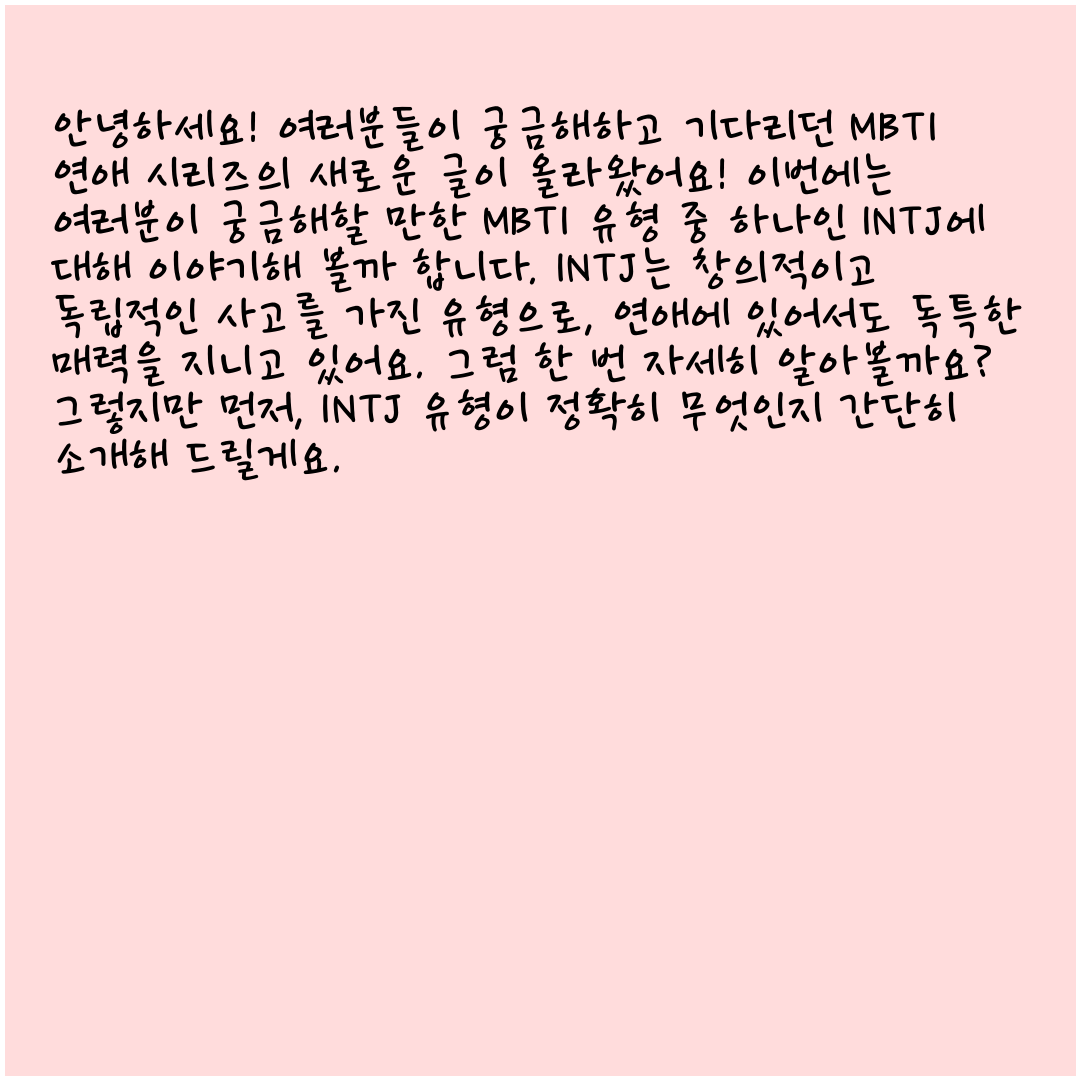 안녕하세요! 여러분들이 궁금해하고 기다리던 MBTI
연애 시리즈의 새로운 글이 올라왔어요! 이번에는
여러분이 궁금해할 만한 MBTI 유형 중 하나인 INTJ에
대해 이야기해 볼까 합니다. INTJ는 창의적이고
독립적인 사고를 가진 유형으로, 연애에 있어서도 독특한
매력을 지니고 있어요. 그럼 한 번 자세히 알아볼까요?
그렇지만 먼저, INTJ 유형이 정확히 무엇인지 간단히
소개해 드릴게요.